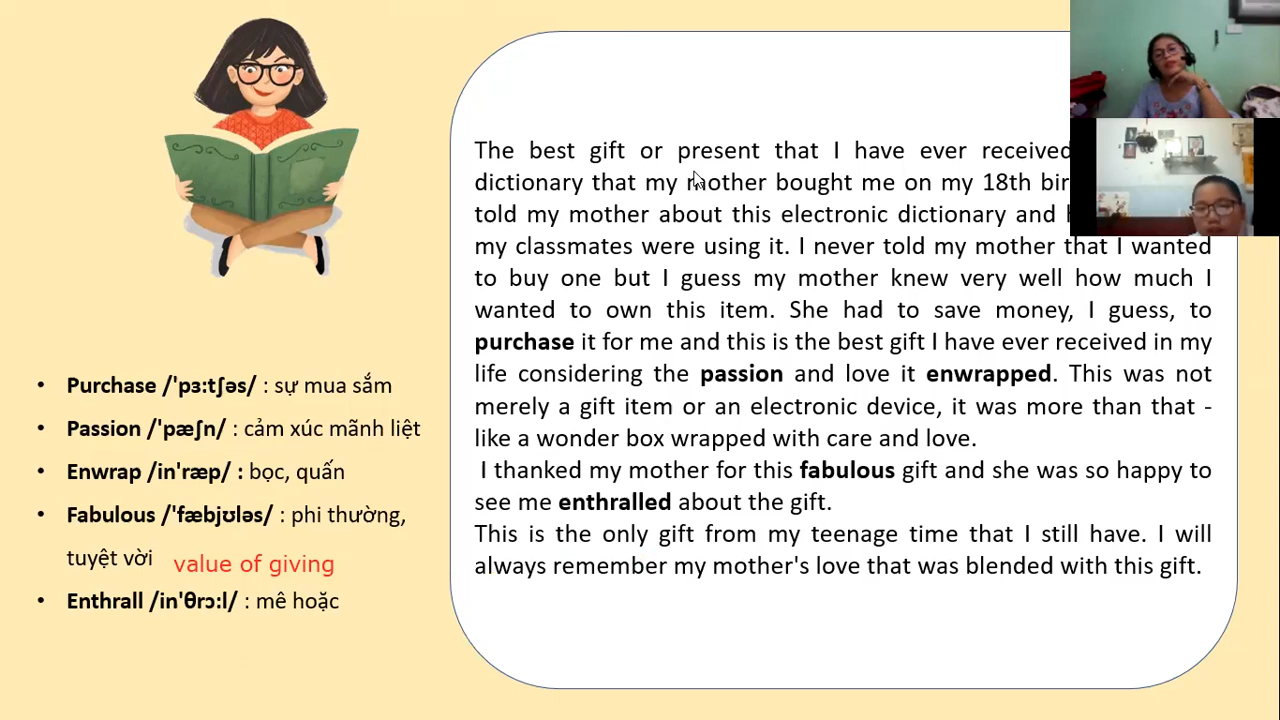 The best gift or present that I have ever received
dictionary that my mother bought me on my 18th
told my mother about this electronic dictionary and
my classmates were using it. I never told my mother that I wanted
to buy one but I guess my mother knew very well how much I
wanted to own this item. She had to save money, I guess, to
purchase it for me and this is the best gift I have ever received in my
life considering the passion and love it enwrapped. This was not
merely a gift item or an electronic device, it was more than that -
like a wonder box wrapped with care and love.
I thanked my mother for this fabulous gift and she was so happy to
see me enthralled about the gift.
This is the only gift from my teenage time that I still have. I will
always remember my mother's love that was blended with this gift.
• Purchase /'pɜ:tʃəs/ : sự mua sắm
• Passion /'pæʃn/ : cảm xúc mãnh liệt
• Enwrap /in'ræp/ : bọc, quấn
• Fabulous /'fæbjʊləs/ : phi thường,
tuyệt vời value of giving
• Enthrall /in'θrɔ:l/ : mê hoặc